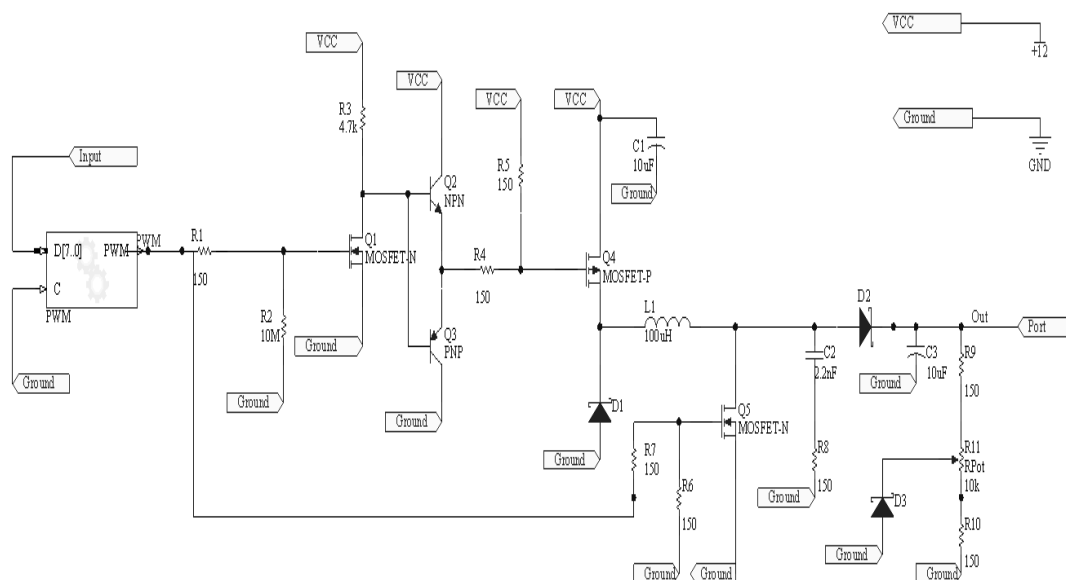 VCC
VCC
+12
VCC
R3
4.7k
VCC
VCC
Ground
GND
C1
10uF
Input
R5
150
Ground
Q2
NPN
D[7..0]
PWM
PWM
R1
150
Q1
MOSFET-N
R4
150
Q4
MOSFET-P
C
PWM
R2
10M
L1
100uH
D2
Out
Port
Q3
PNP
Ground
C2
2.2nF
C3
10uF
R9
150
Ground
Ground
Ground
Ground
D1
Q5
MOSFET-N
Ground
R7
150
R8
150
R11
RPot
10k
R6
150
Ground
D3
R10
150
Ground
Ground
Ground